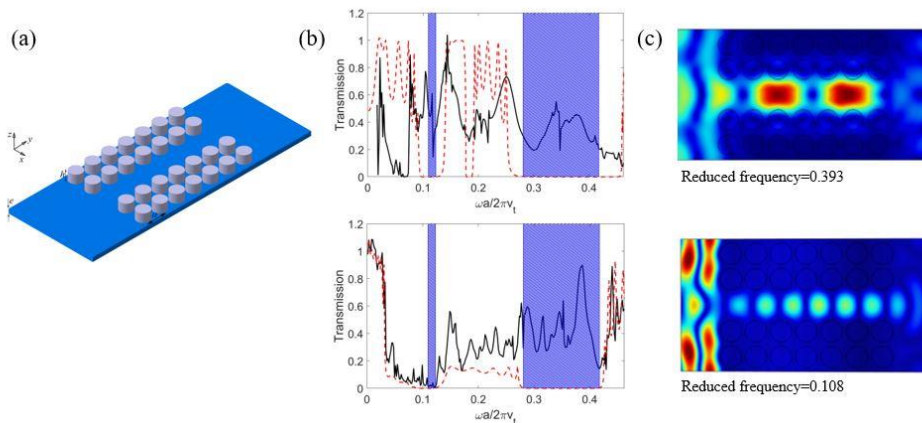 (a)
(b)
(c)
z
y
x
h
e
Transmission
1.2
1
0.8
0.6
0.4
0.2
0
0
0.1
0.2
0.3
0.4
ωa/2πv_t
Reduced frequency=0.393
Transmission
1.2
1
0.8
0.6
0.4
0.2
0
0
0.1
0.2
0.3
0.4
ωa/2πv_t
Reduced frequency=0.108